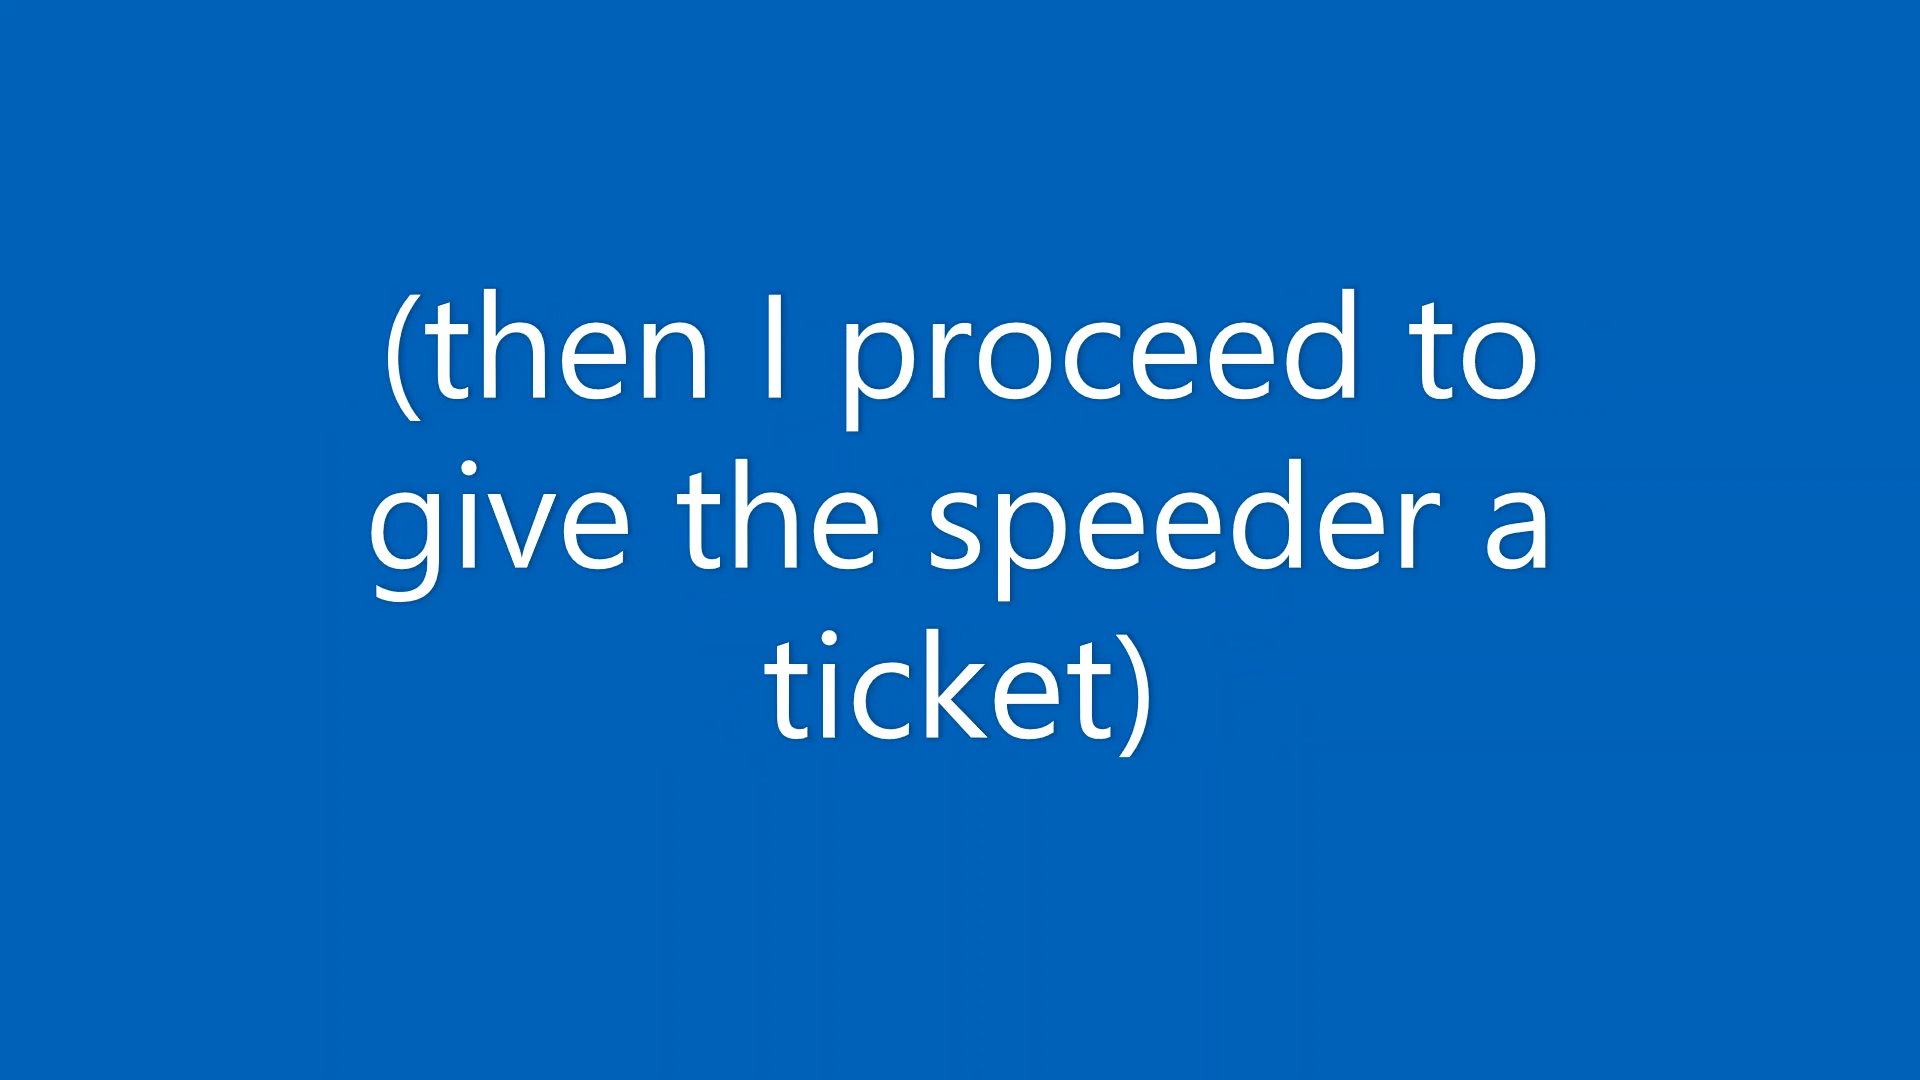 (then I proceed to
give the speeder a
ticket)